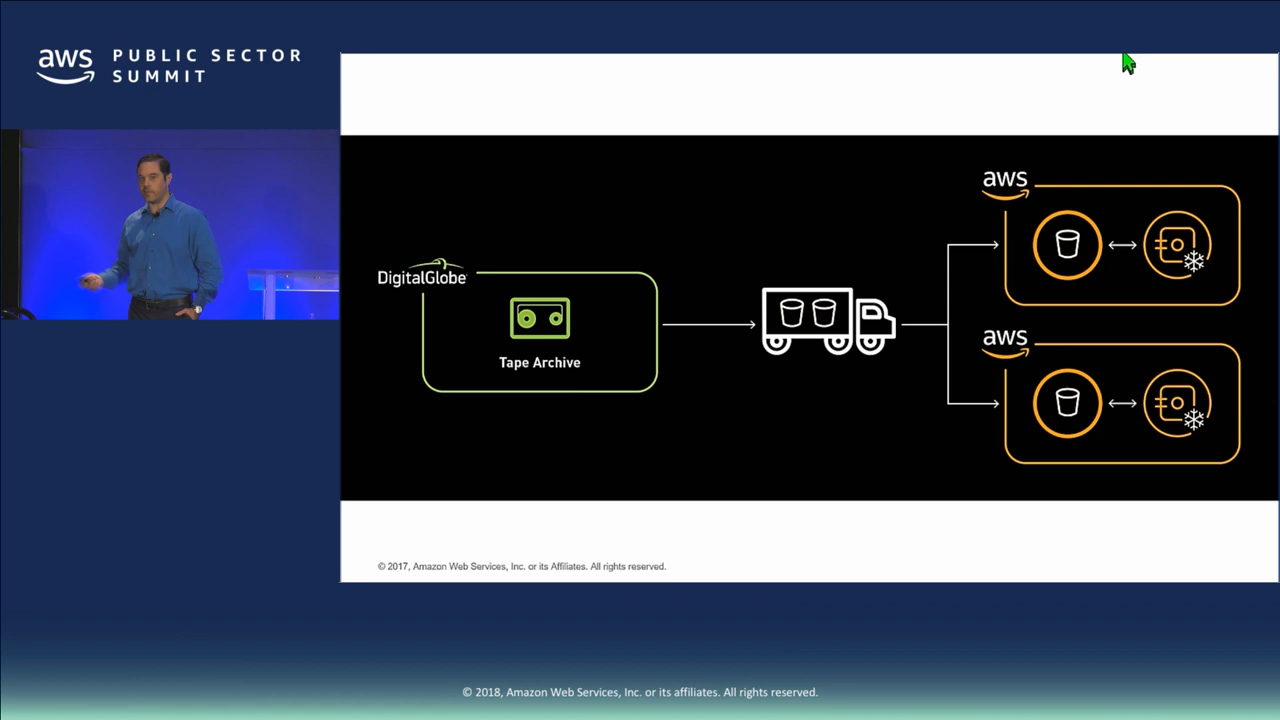 aws PUBLIC SECTOR
SUMMIT
DigitalGlobe
Tape Archive
aws
aws
© 2017, Amazon Web Services, Inc. or its Affiliates. All rights reserved.
© 2018, Amazon Web Services, Inc. or its affiliates. All rights reserved.